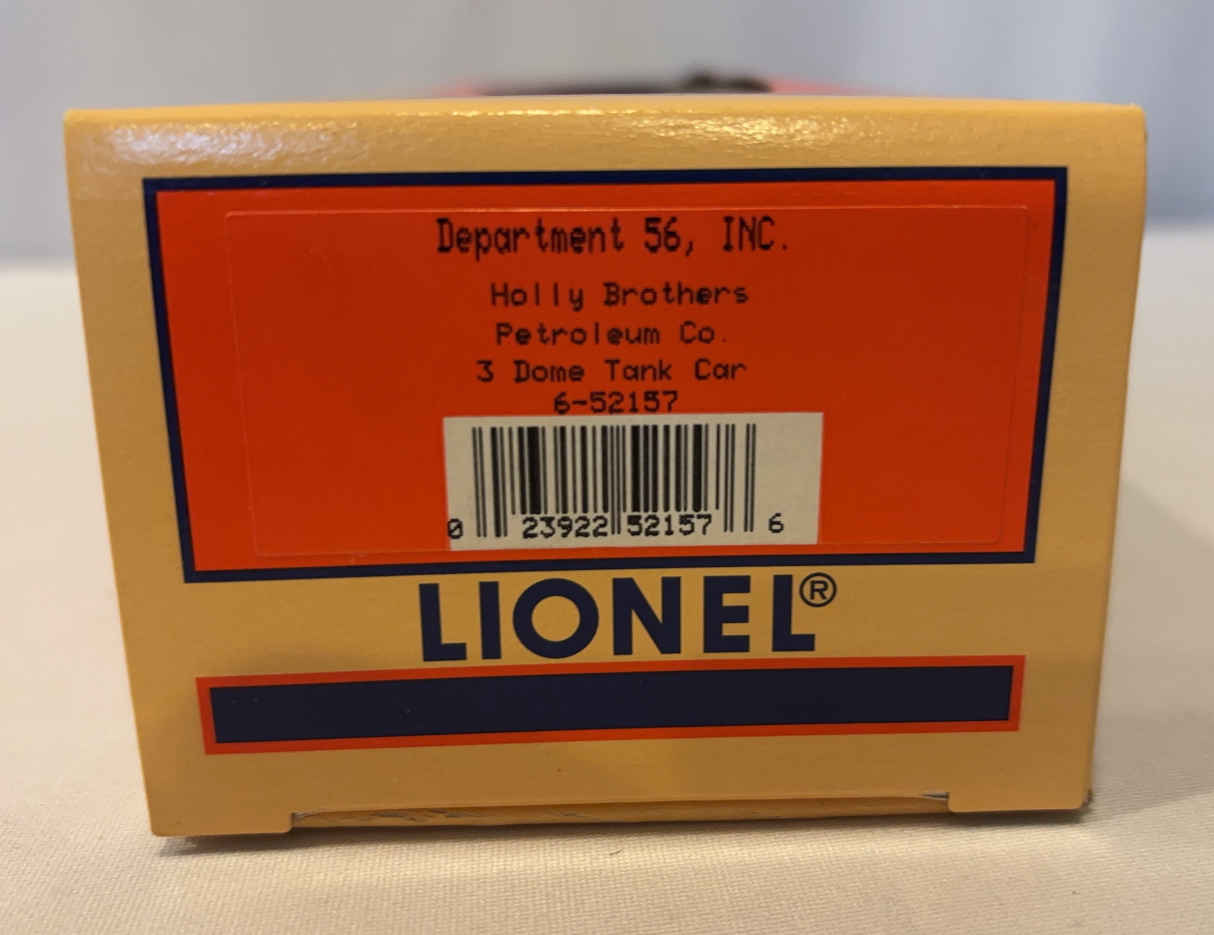 Department 56, INC.
Holly Brothers
Petroleum Co.
3 Dome Tank Car
6-52157
0 23922 52157 6
LIONEL®